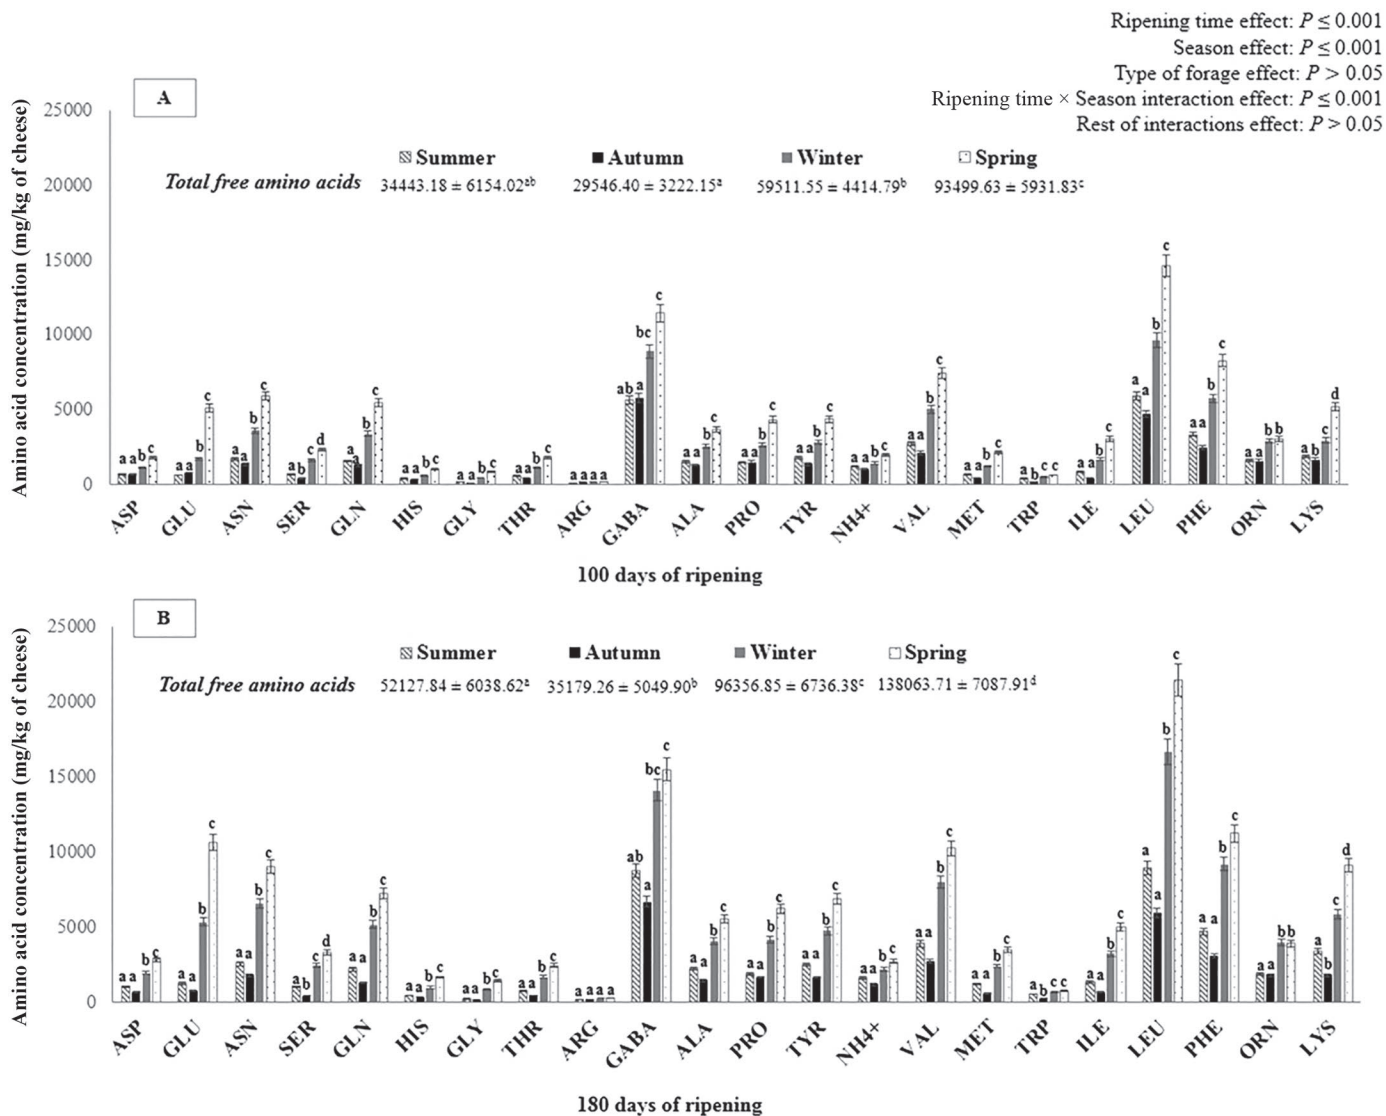 Ripening time effect: P ≤ 0.001
Season effect: P ≤ 0.001
Type of forage effect: P > 0.05
Ripening time × Season interaction effect: P ≤ 0.001
Rest of interactions effect: P > 0.05
A
Amino acid concentration (mg/kg of cheese)
25000
20000
15000
10000
5000
0
Summer Autumn Winter Spring
Total free amino acids 34443.18 ± 6154.02ᵃᵇ 29546.40 ± 3222.15ᵃ 59511.55 ± 4414.79ᵇ 93499.63 ± 5931.83ᶜ
a a b c a a b c a a b c a b c d a a b c a a b c a a b c a a b c a a a a ab a bc c a a b c a a b c a a b c a a b c a a b c a a b c a b c c a a b c a a b c a a b c a a b b a a c d
ASP GLU ASN SER GLN HIS GLY THR ARG GABA ALA PRO TYR NH4+ VAL MET TRP ILE LEU PHE ORN LYS
100 days of ripening
B
Amino acid concentration (mg/kg of cheese)
25000
20000
15000
10000
5000
0
Summer Autumn Winter Spring
Total free amino acids 52127.84 ± 6038.62ᵃ 35179.26 ± 5049.90ᵇ 96356.85 ± 6736.38ᶜ 138063.71 ± 7087.91ᵈ
a a b c a a b c a a b c a b c d a a b c a a b c a a b c a a b c a a a a ab a bc c a a b c a a b c a a b c a a b c a a b c a a b c a b c c a a b c a a b c a a b c a a b b a b c d
ASP GLU ASN SER GLN HIS GLY THR ARG GABA ALA PRO TYR NH4+ VAL MET TRP ILE LEU PHE ORN LYS
180 days of ripening